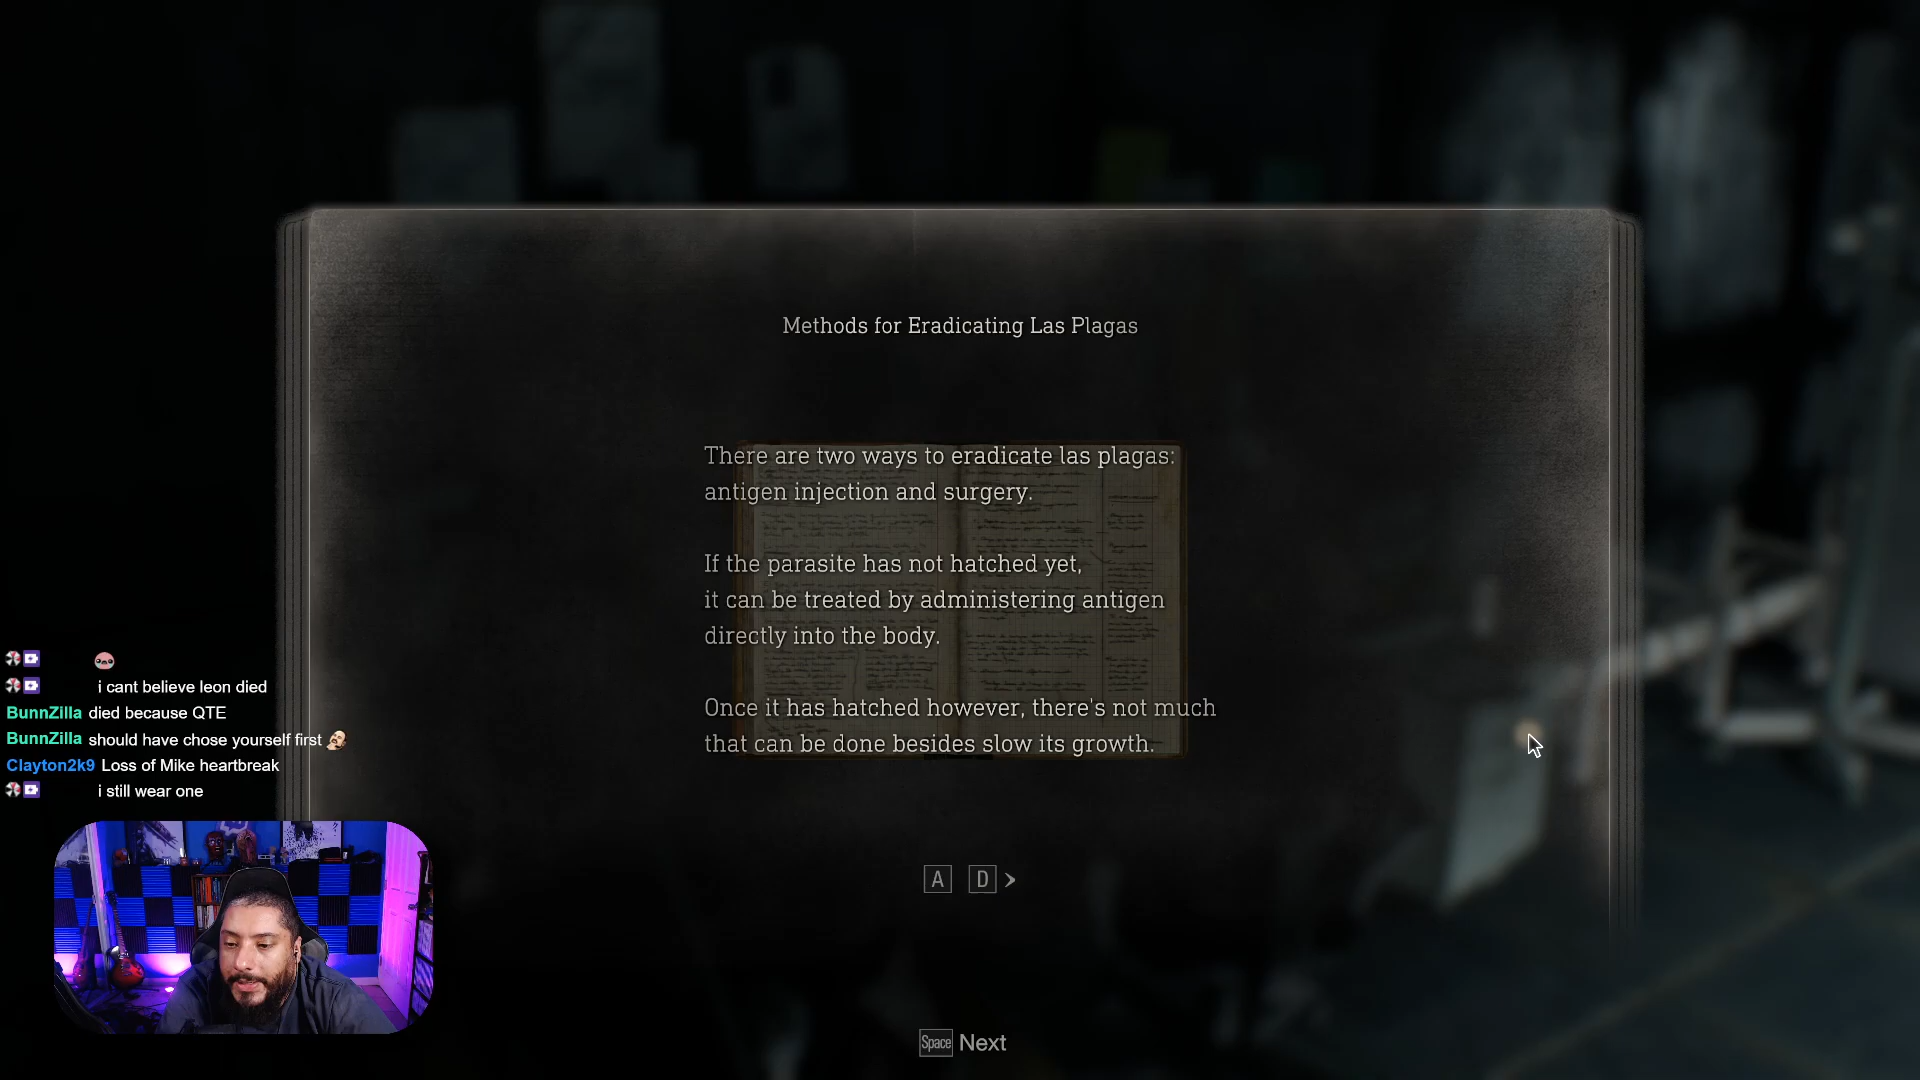 Methods for Eradicating Las Plagas
There are two ways to eradicate las plagas:
antigen injection and surgery.
If the parasite has not hatched yet,
it can be treated by administering antigen
directly into the body.
Once it has hatched however, there's not much
that can be done besides slow its growth.
i cant believe leon died
BunnZilla died because QTE
BunnZilla should have chose yourself first
Clayton2k9 Loss of Mike heartbreak
i still wear one
A D >
Space Next